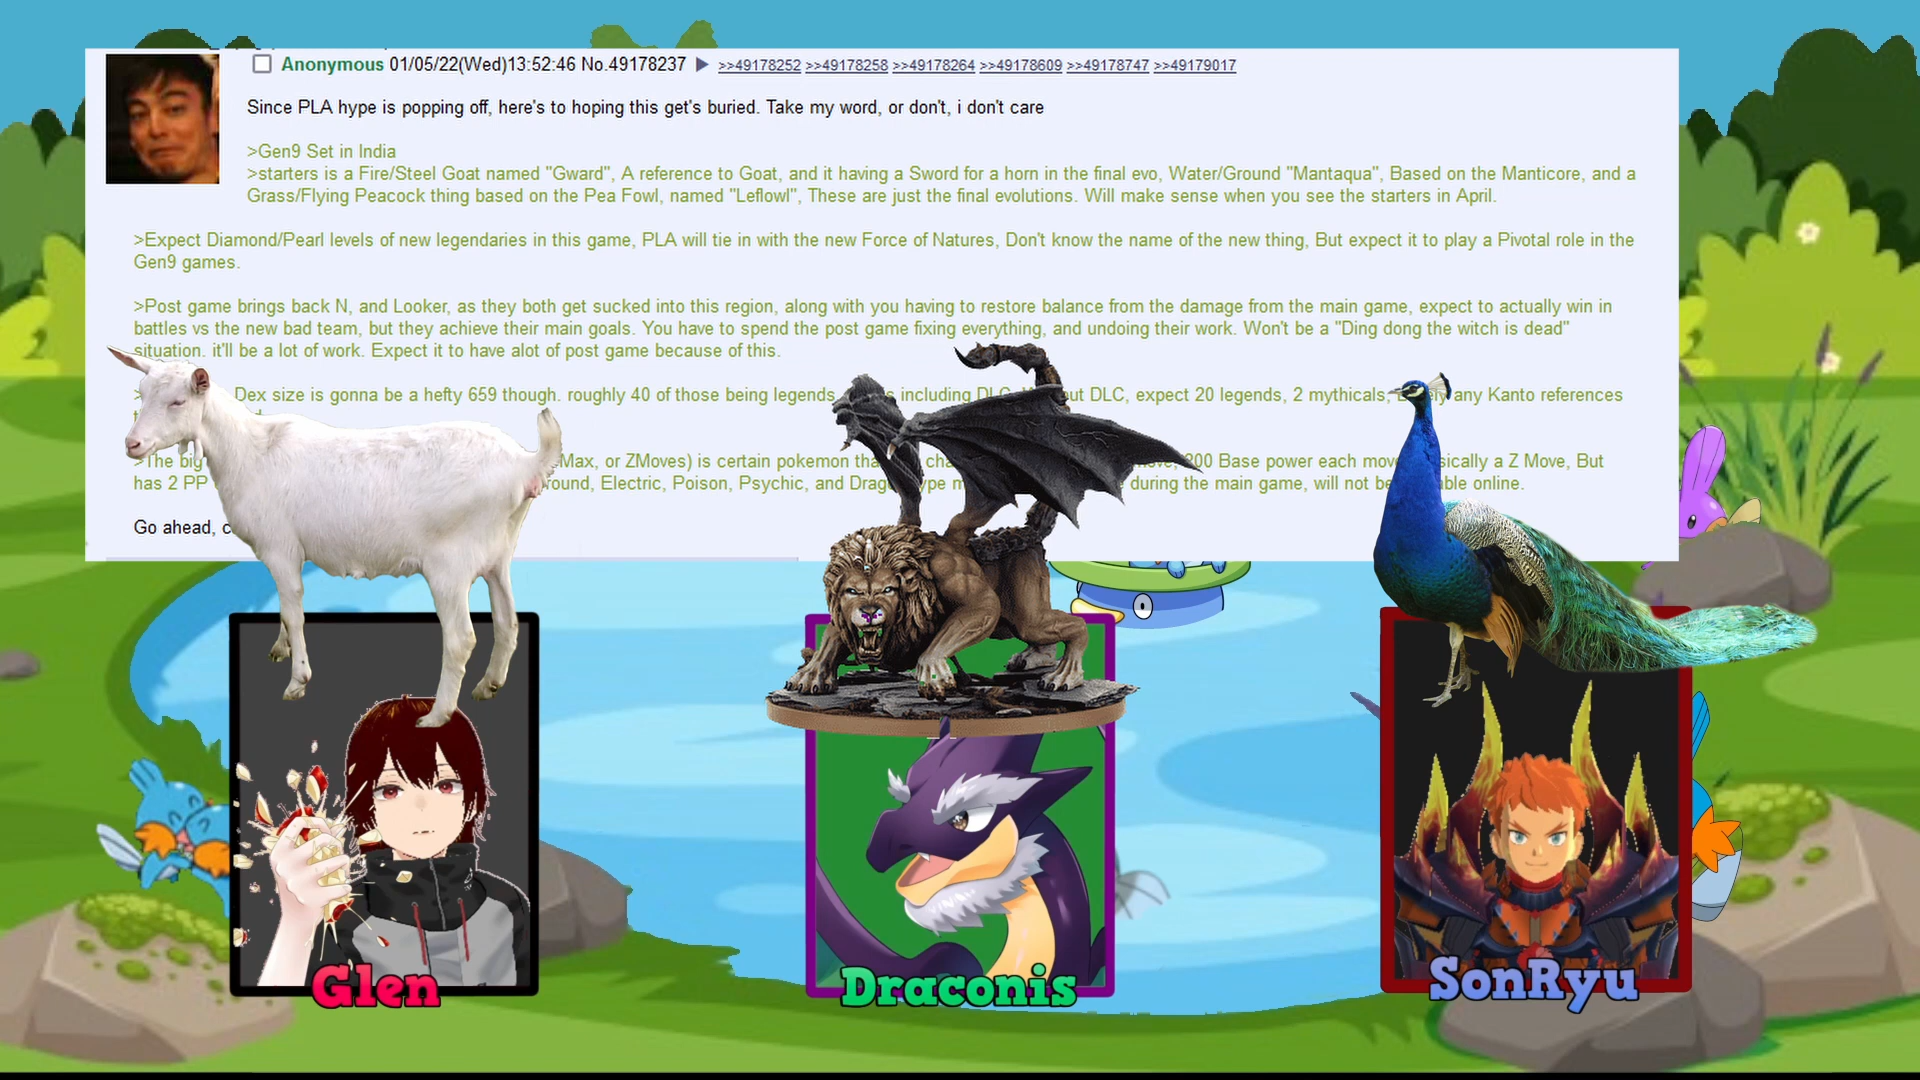 Anonymous 01/05/22(Wed)13:52:46 No.49178237 ▶ >>49178252 >>49178258 >>49178264 >>49178609 >>49178747 >>49179017
Since PLA hype is popping off, here's to hoping this get's buried. Take my word, or don't, i don't care
>Gen9 Set in India
>starters is a Fire/Steel Goat named "Gward", A reference to Goat, and it having a Sword for a horn in the final evo, Water/Ground "Mantaqua", Based on the Manticore, and a
Grass/Flying Peacock thing based on the Pea Fowl, named "Leflowl", These are just the final evolutions. Will make sense when you see the starters in April.
>Expect Diamond/Pearl levels of new legendaries in this game, PLA will tie in with the new Force of Natures, Don't know the name of the new thing, But expect it to play a Pivotal role in the
Gen9 games.
>Post game brings back N, and Looker, as they both get sucked into this region, along with you having to restore balance from the damage from the main game, expect to actually win in
battles vs the new bad team, but they achieve their main goals. You have to spend the post game fixing everything, and undoing their work. Won't be a "Ding dong the witch is dead"
situation. it'll be a lot of work. Expect it to have alot of post game because of this.
Dex size is gonna be a hefty 659 though. roughly 40 of those being legends, including DLC. but DLC, expect 20 legends, 2 mythicals, any Kanto references
>The big Max, or ZMoves) is certain pokemon 200 Base power each move, Basically a Z Move, But
has 2 PP Ground, Electric, Poison, Psychic, and Dragon type during the main game, will not be online.
Go ahead,
Glen
Draconis
SonRyu